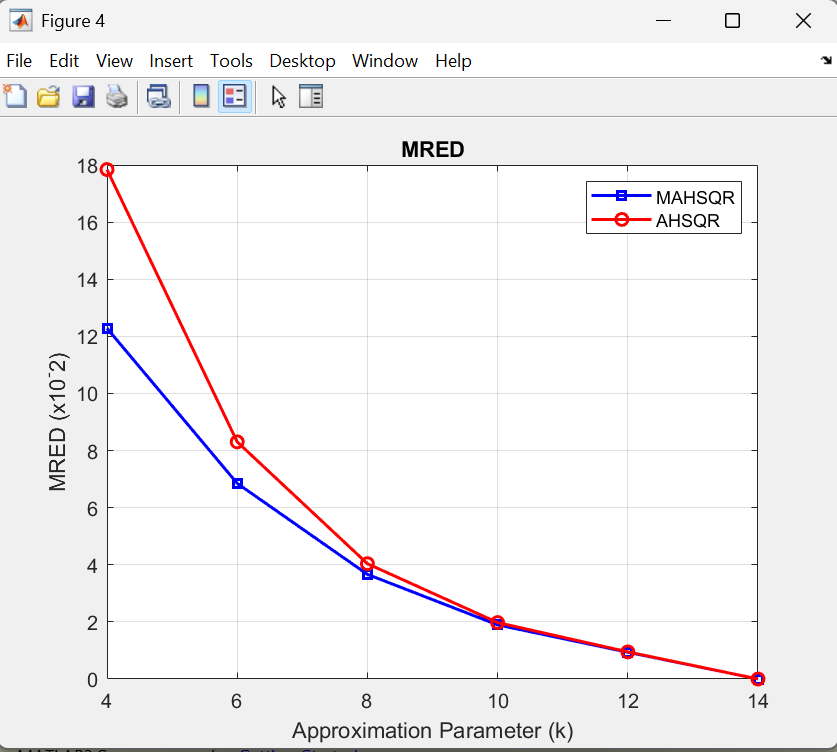 Figure 4
File Edit View Insert Tools Desktop Window Help
MRED
MAHSQR
AHSQR
18
16
14
12
10
8
6
4
2
0
MRED (x10^-2)
4 6 8 10 12 14
Approximation Parameter (k)